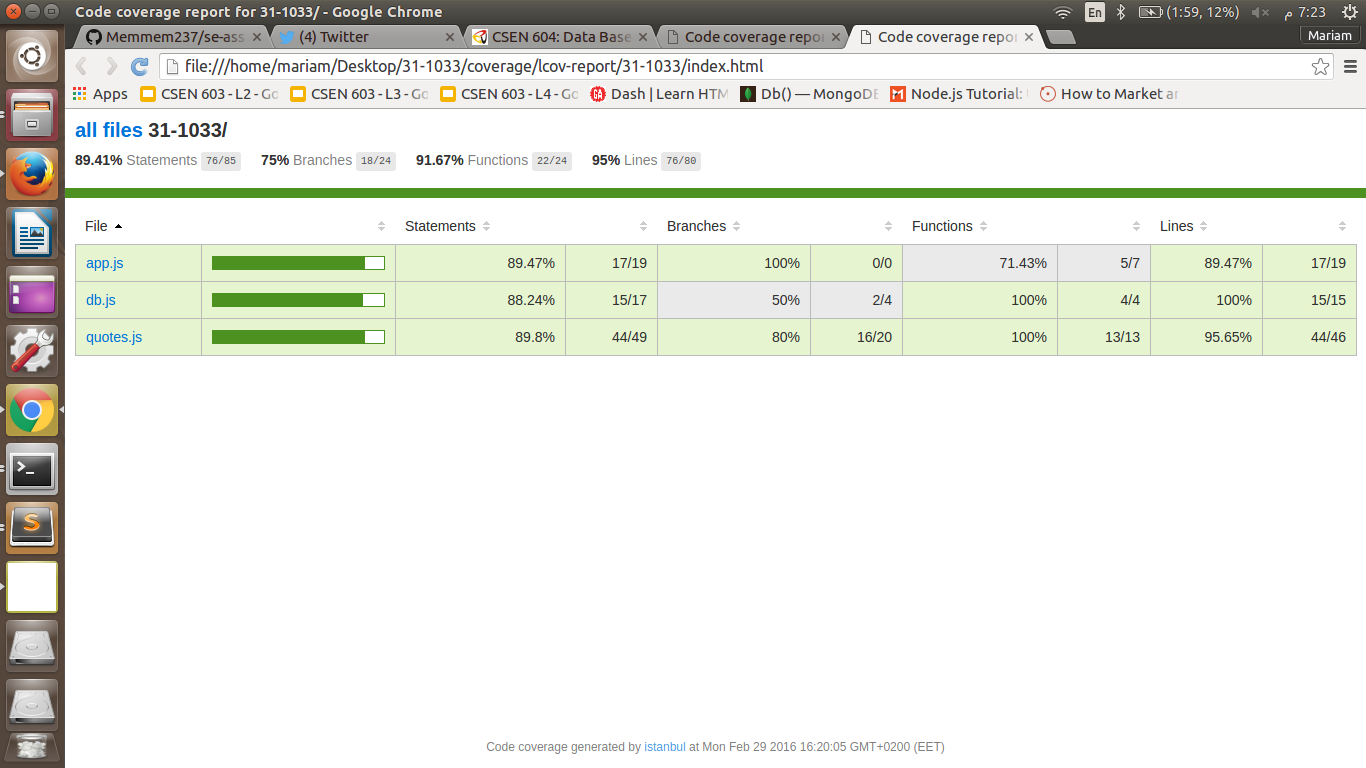 Code coverage report for 31-1033/ - Google Chrome
En (1:59, 12%) 7:23 م
Memmem237/se-ass (4) Twitter CSEN 604: Data Base Code coverage repo Code coverage repo Mariam
file:///home/mariam/Desktop/31-1033/coverage/lcov-report/31-1033/index.html
Apps CSEN 603 - L2 - Go CSEN 603 - L3 - Go CSEN 603 - L4 - Go Dash | Learn HTM Db() — MongoDB Node.js Tutorial: How to Market a
all files 31-1033/
89.41% Statements 76/85 75% Branches 18/24 91.67% Functions 22/24 95% Lines 76/80
File Statements Branches Functions Lines
app.js 89.47% 17/19 100% 0/0 71.43% 5/7 89.47% 17/19
db.js 88.24% 15/17 50% 2/4 100% 4/4 100% 15/15
quotes.js 89.8% 44/49 80% 16/20 100% 13/13 95.65% 44/46
Code coverage generated by istanbul at Mon Feb 29 2016 16:20:05 GMT+0200 (EET)